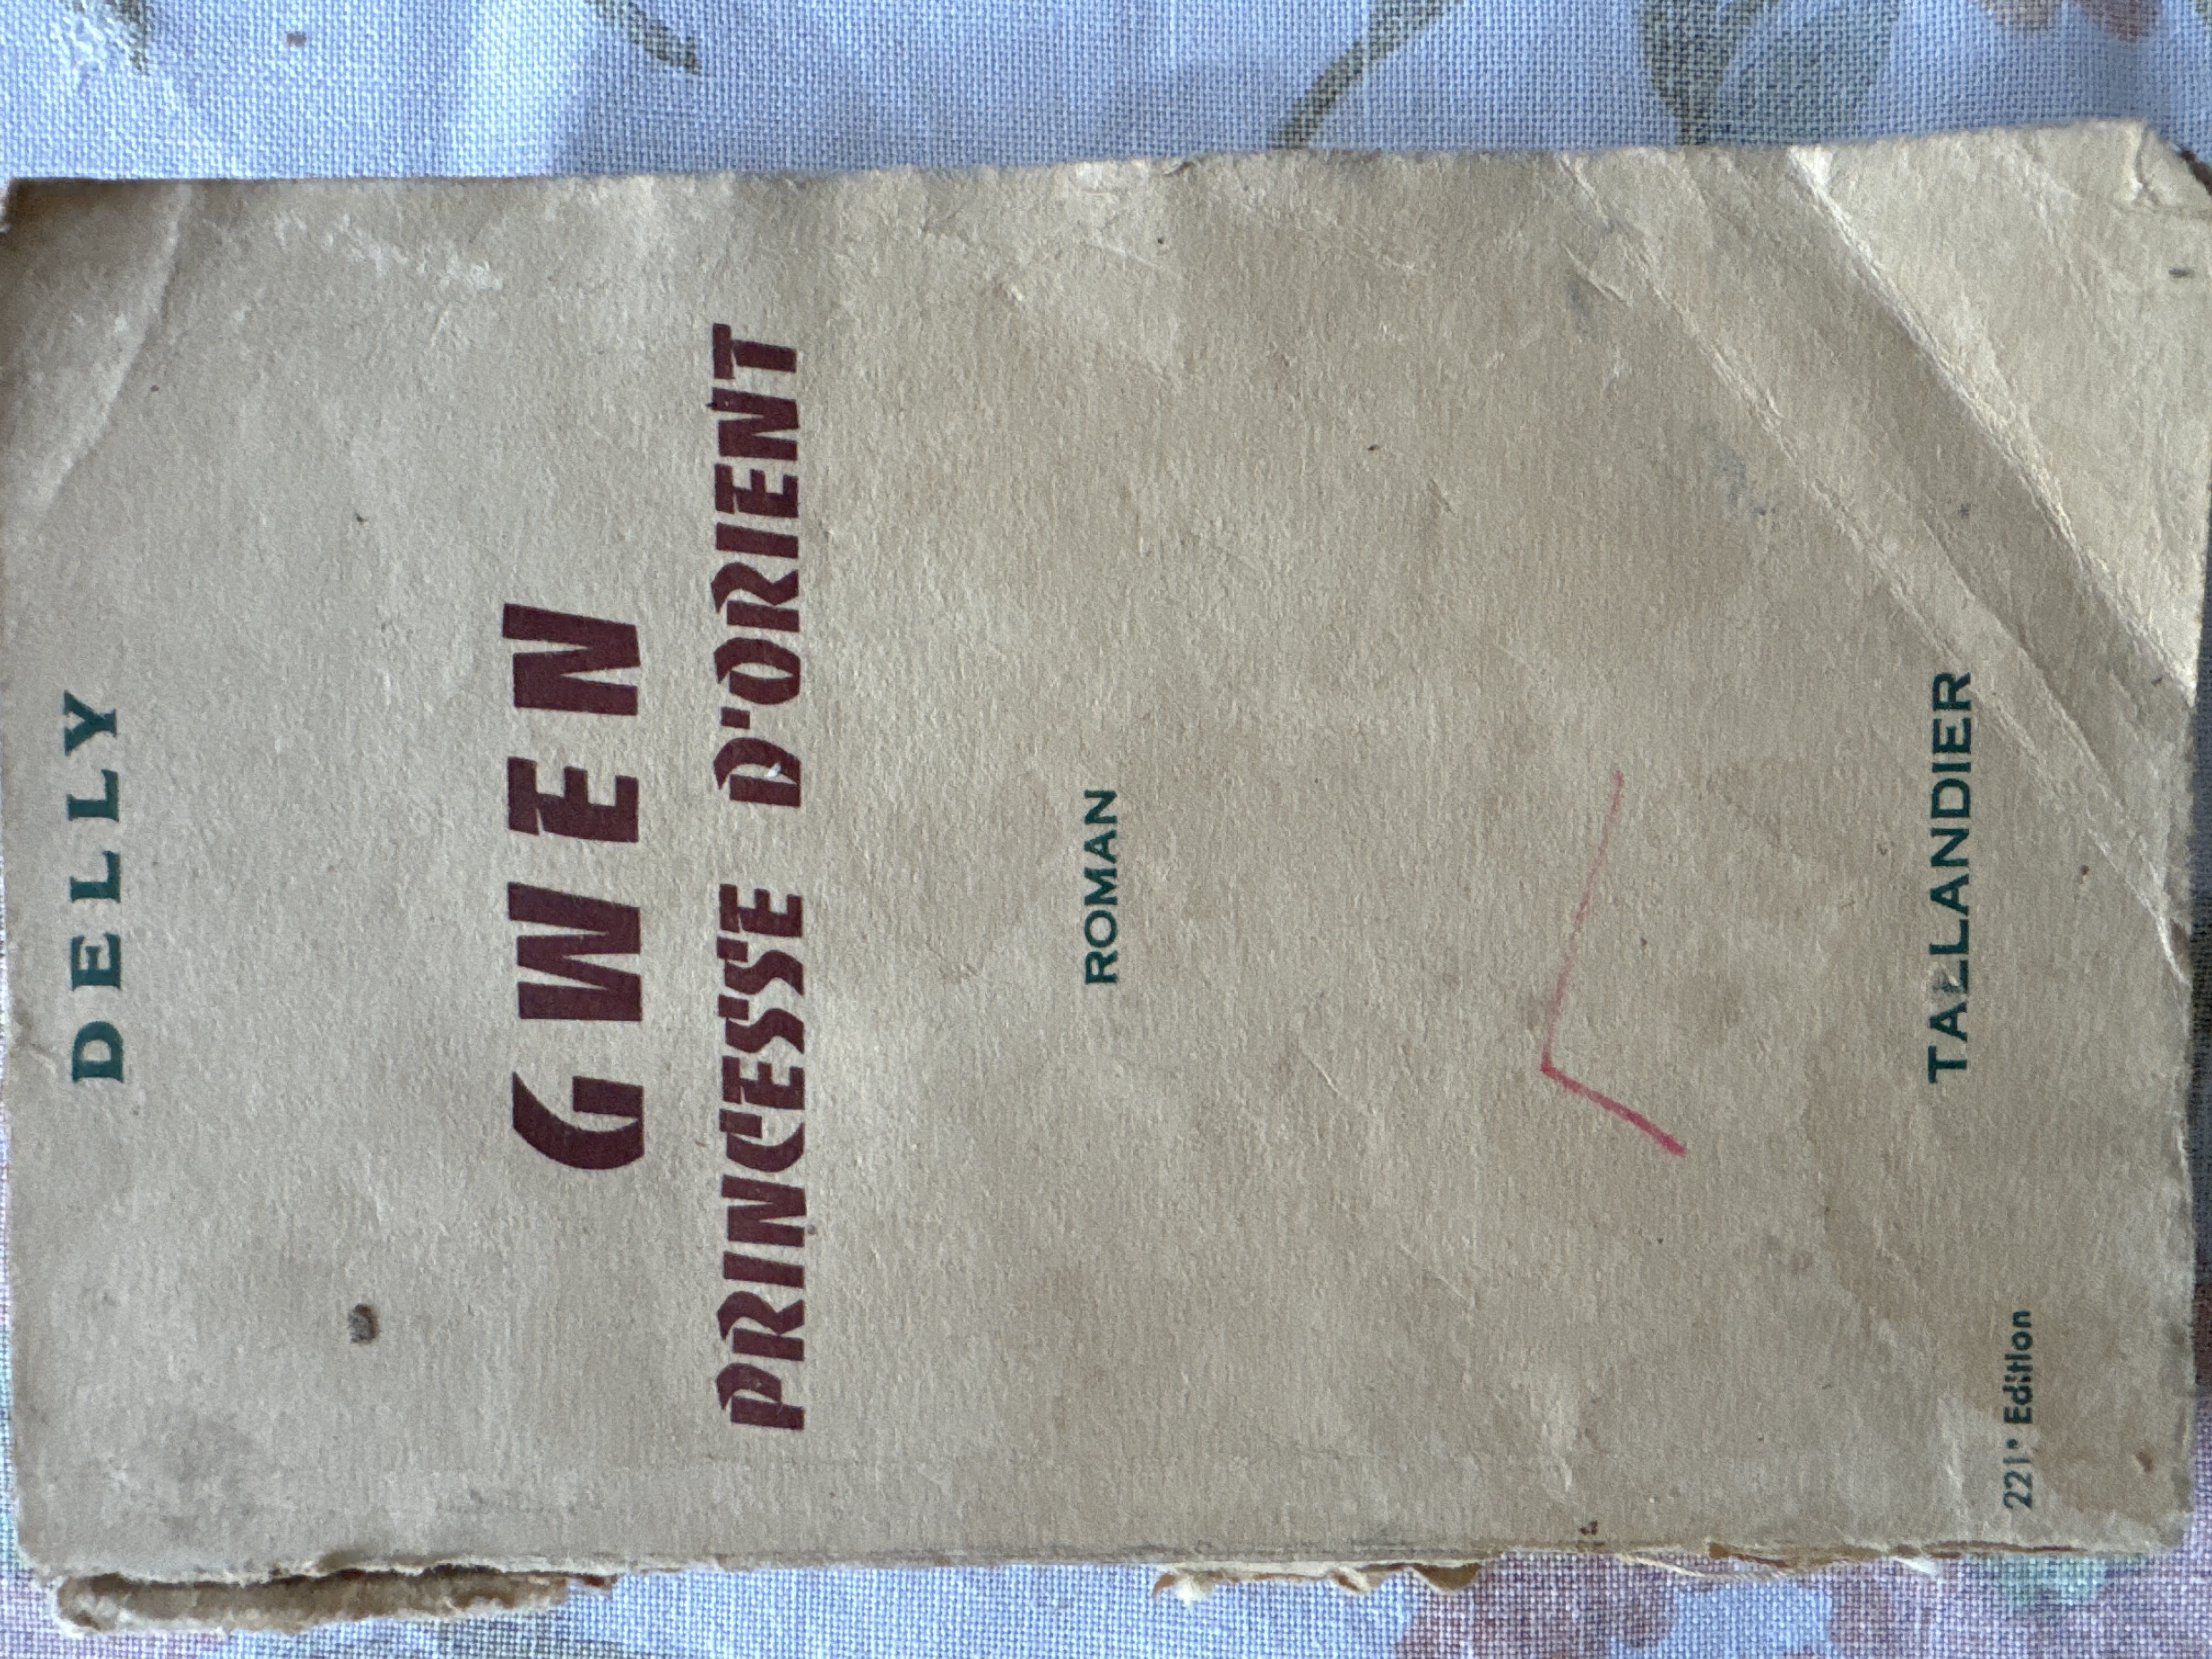 DELLY
GWEN
PRINCESSE D'ORIENT
ROMAN
TALLANDIER
221e Edition